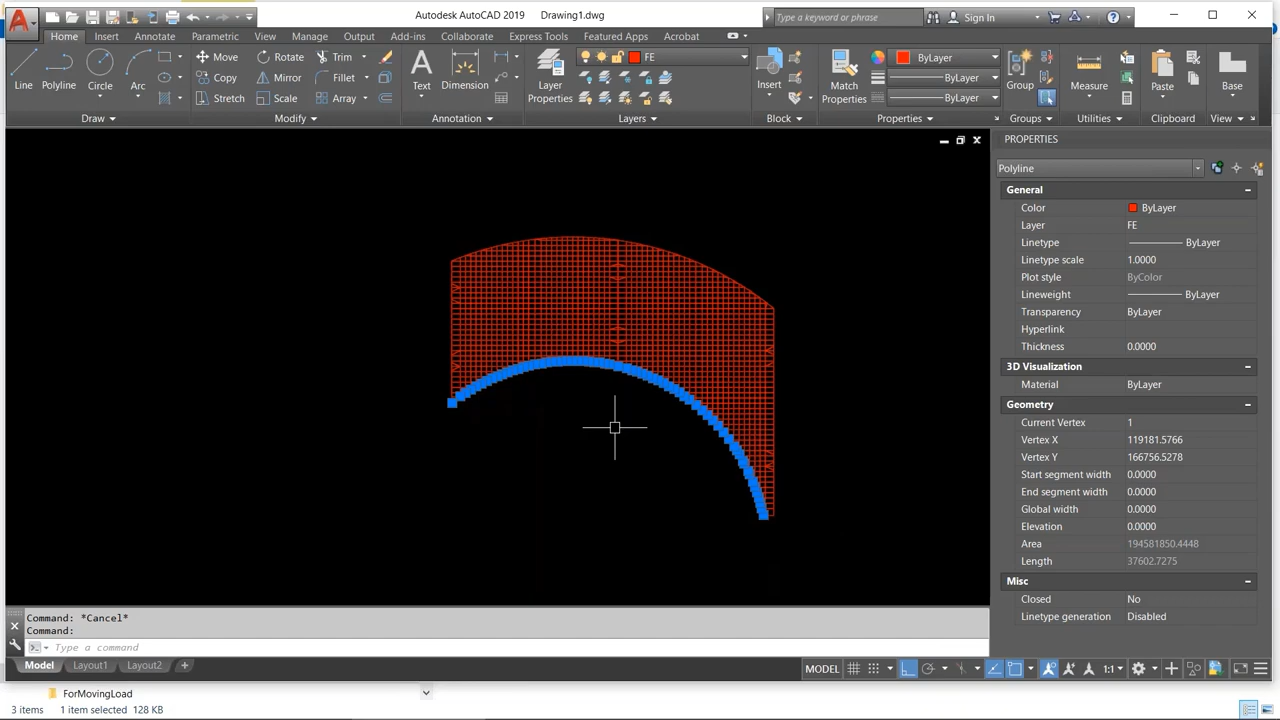 Autodesk AutoCAD 2019 Drawing1.dwg
Type a keyword or phrase
Sign In
Home Insert Annotate Parametric View Manage Output Add-ins Collaborate Express Tools Featured Apps Acrobat
Line
Polyline
Circle
Arc
Move
Rotate
Trim
Copy
Mirror
Fillet
Stretch
Scale
Array
Text
Dimension
Layer
Properties
FE
Insert
Match
Properties
ByLayer
ByLayer
ByLayer
Group
Measure
Paste
Base
Draw
Modify
Annotation
Layers
Block
Properties
Groups
Utilities
Clipboard
View
PROPERTIES
Polyline
General
Color ByLayer
Layer FE
Linetype ByLayer
Linetype scale 1.0000
Plot style ByColor
Lineweight ByLayer
Transparency ByLayer
Hyperlink
Thickness 0.0000
3D Visualization
Material ByLayer
Geometry
Current Vertex 1
Vertex X 119181.5766
Vertex Y 166756.5278
Start segment width 0.0000
End segment width 0.0000
Global width 0.0000
Elevation 0.0000
Area 194581850.4448
Length 37602.7275
Misc
Closed No
Linetype generation Disabled
Command: *Cancel*
Command:
Type a command
Model Layout1 Layout2 +
MODEL
1:1
ForMovingLoad
3 items 1 item selected 128 KB